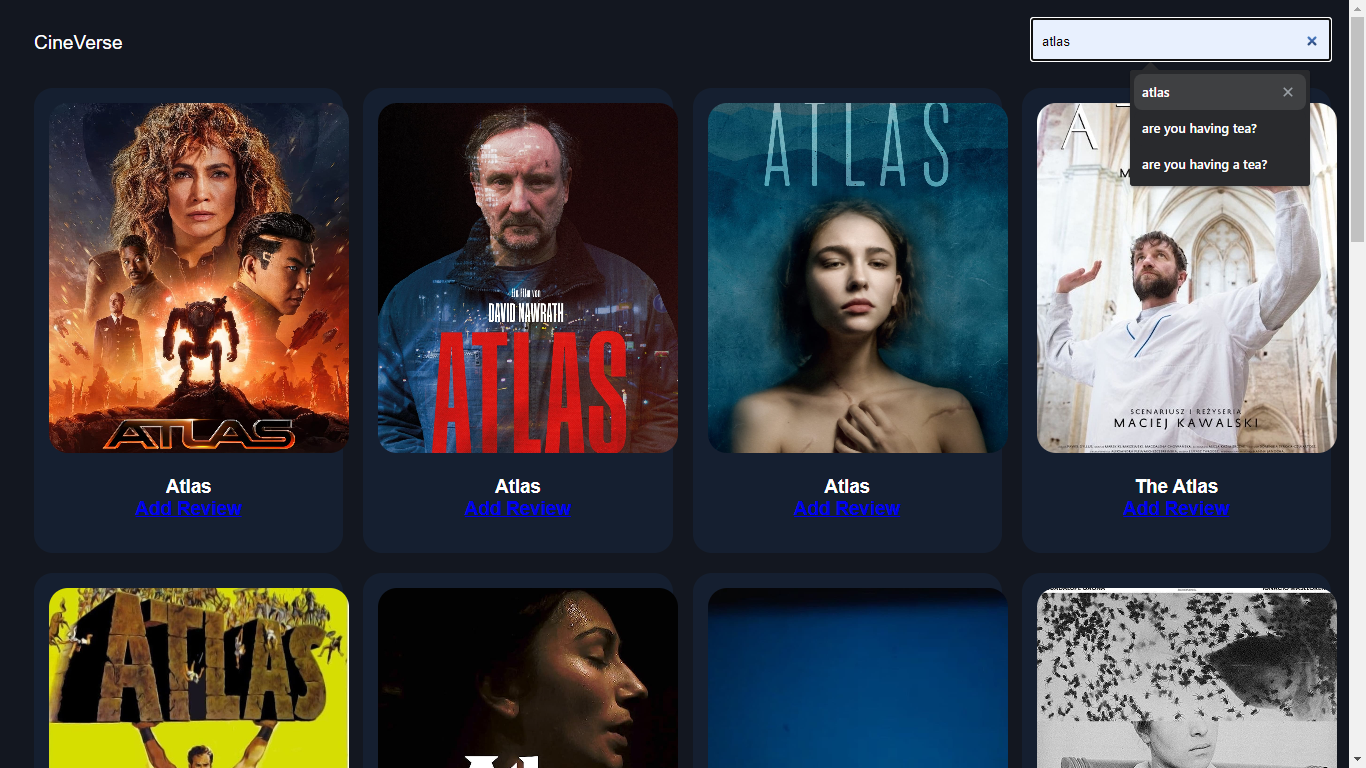 CineVerse
atlas
atlas
are you having tea?
are you having a tea?
ATLAS
Ein Film von
DAVID NAWRATH
ATLAS
ATLAS
A
SCENARIUSZ I REŻYSERIA
MACIEJ KAWALSKI
Atlas
Add Review
Atlas
Add Review
Atlas
Add Review
The Atlas
Add Review
ATLAS